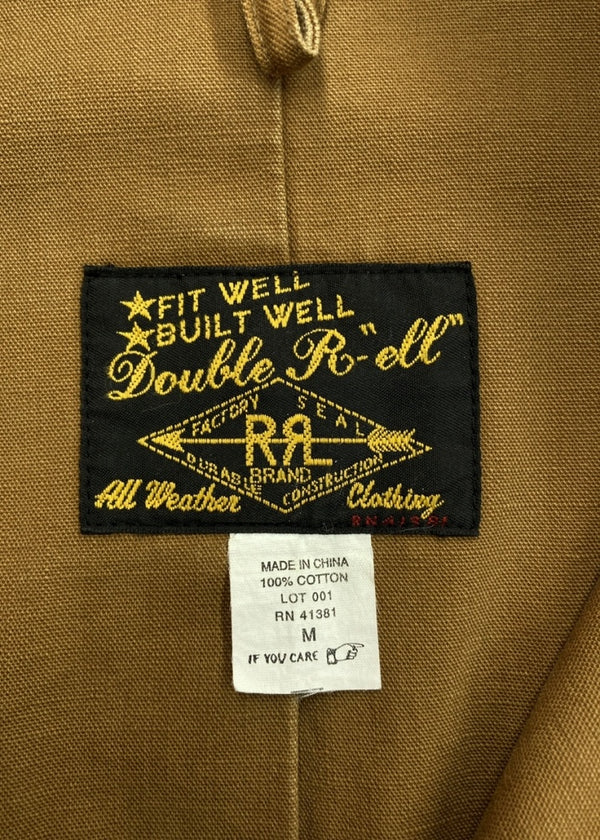 ★FIT WELL
★BUILT WELL
Double R-"ell"
FACTORY SEAL
RRL
BRAND
DURABLE CONSTRUCTION
All Weather Clothing
MADE IN CHINA
100% COTTON
LOT 001
RN 41381
M
IF YOU CARE